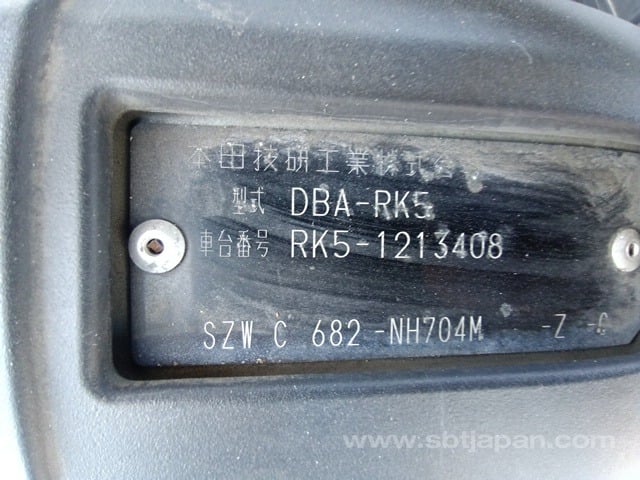 本田技研工業株式会社
型式 DBA-RK5
車台番号 RK5-1213408
SZW C 682 -NH704M -Z -C
www.sbtjapan.com